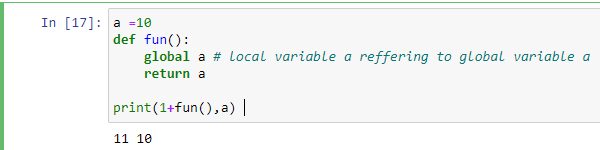 In [17]: a =10
def fun():
    global a # local variable a reffering to global variable a
    return a

print(1+fun(),a)
11 10